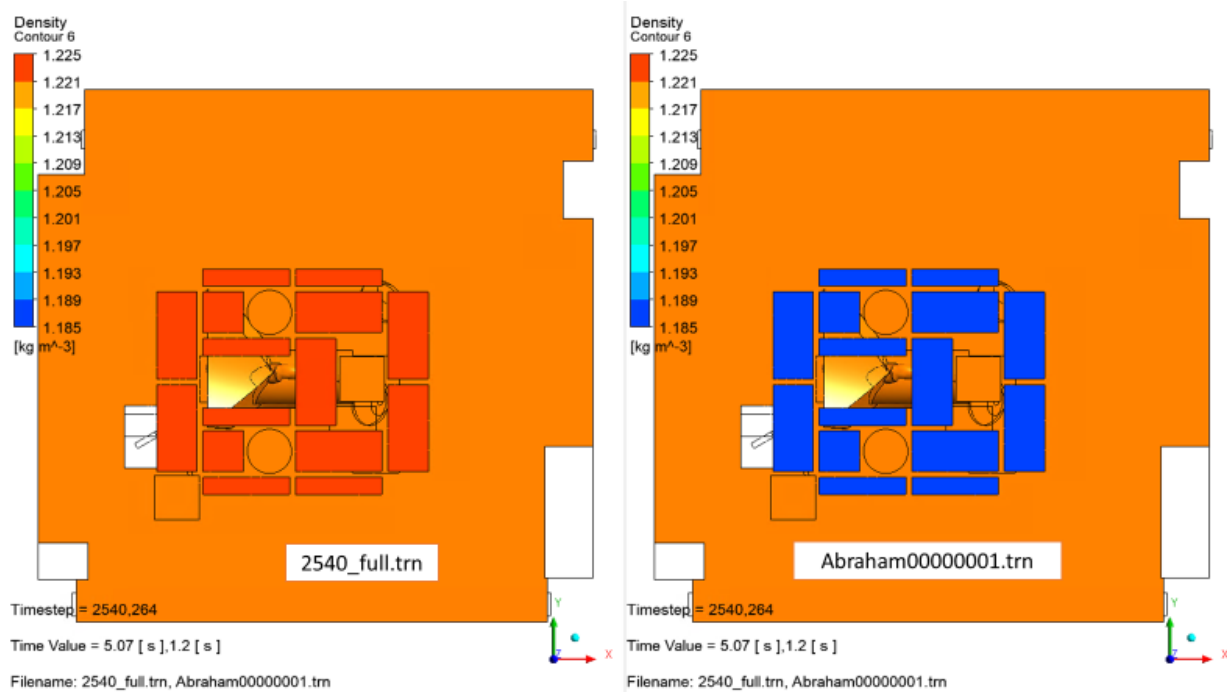 Density
Contour 6
1.225
1.221
1.217
1.213
1.209
1.205
1.201
1.197
1.193
1.189
1.185
[kg m^-3]
2540_full.trn
Timestep = 2540,264
Time Value = 5.07 [ s ],1.2 [ s ]
Filename: 2540_full.trn, Abraham00000001.trn
Y
Z
X
Density
Contour 6
1.225
1.221
1.217
1.213
1.209
1.205
1.201
1.197
1.193
1.189
1.185
[kg m^-3]
Abraham00000001.trn
Timestep = 2540,264
Time Value = 5.07 [ s ],1.2 [ s ]
Filename: 2540_full.trn, Abraham00000001.trn
Y
Z
X